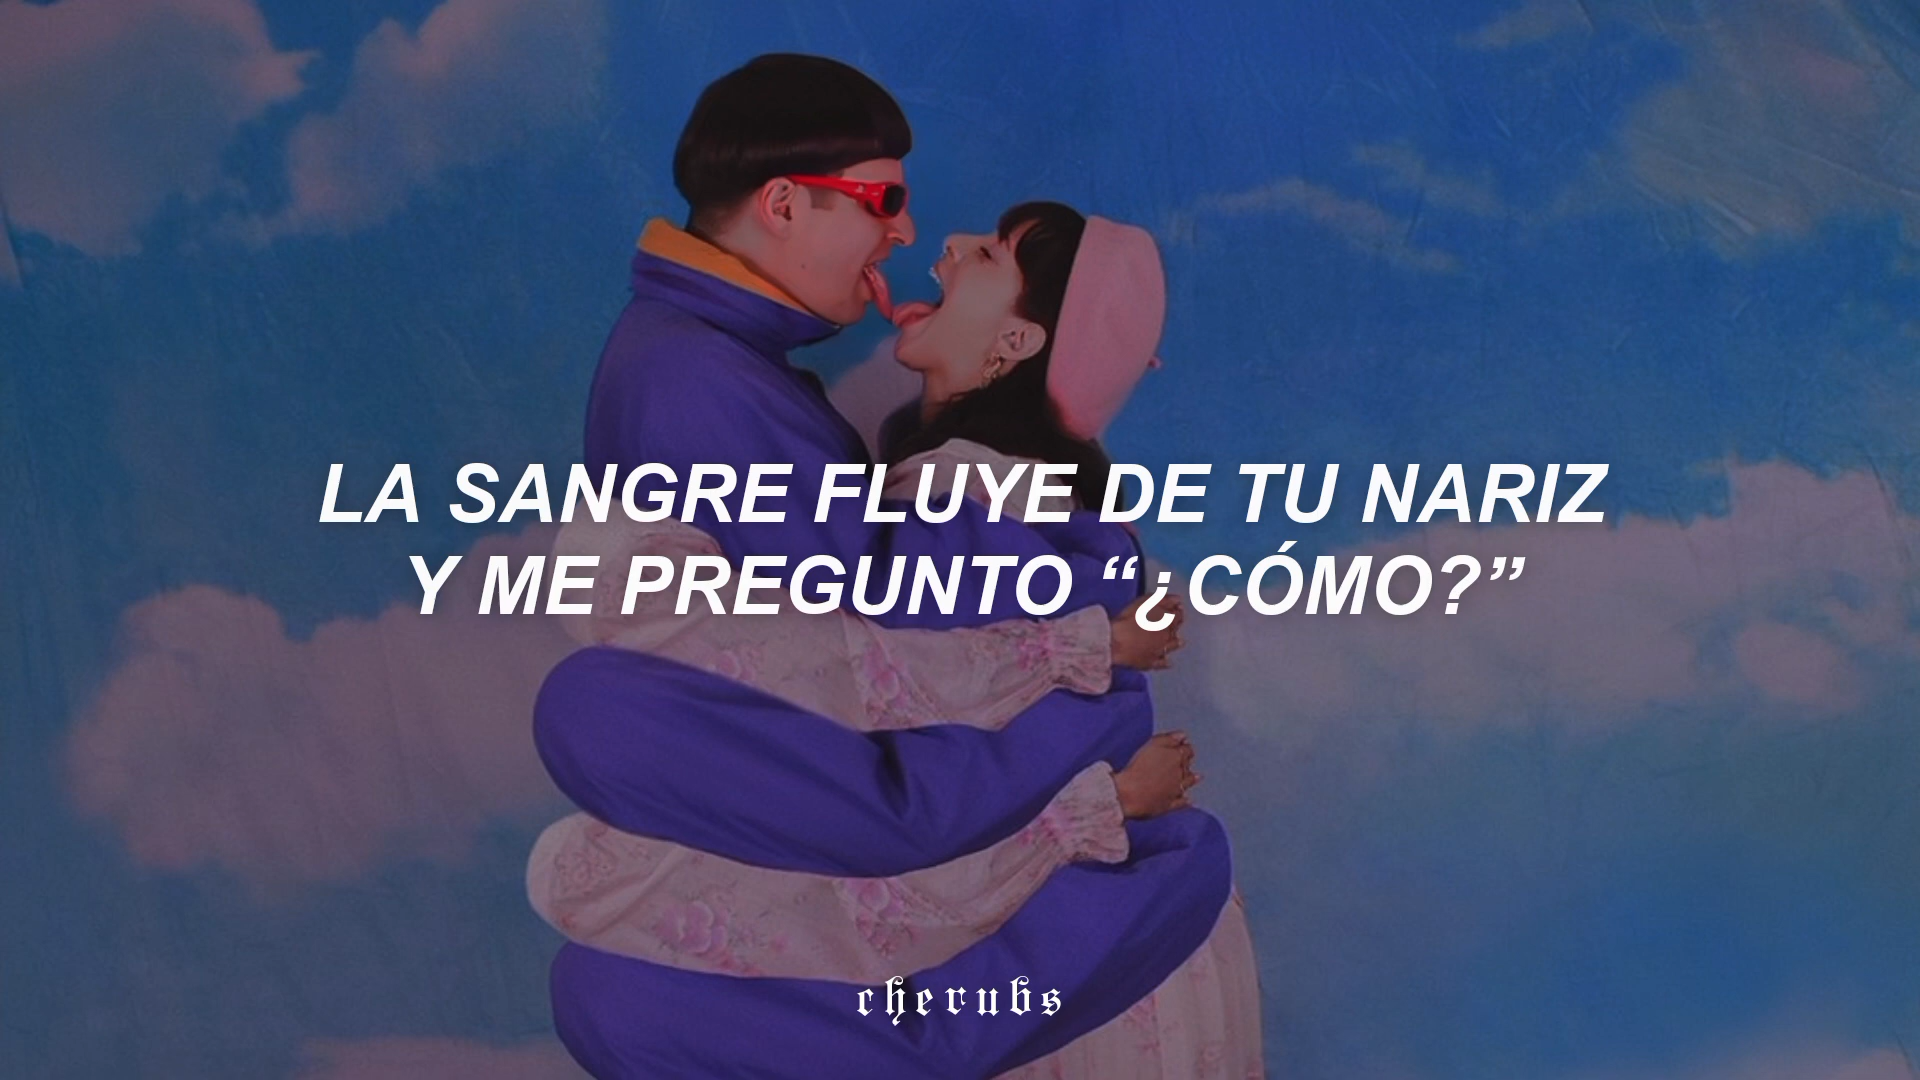 LA SANGRE FLUYE DE TU NARIZ
Y ME PREGUNTO “¿CÓMO?”
cherubs